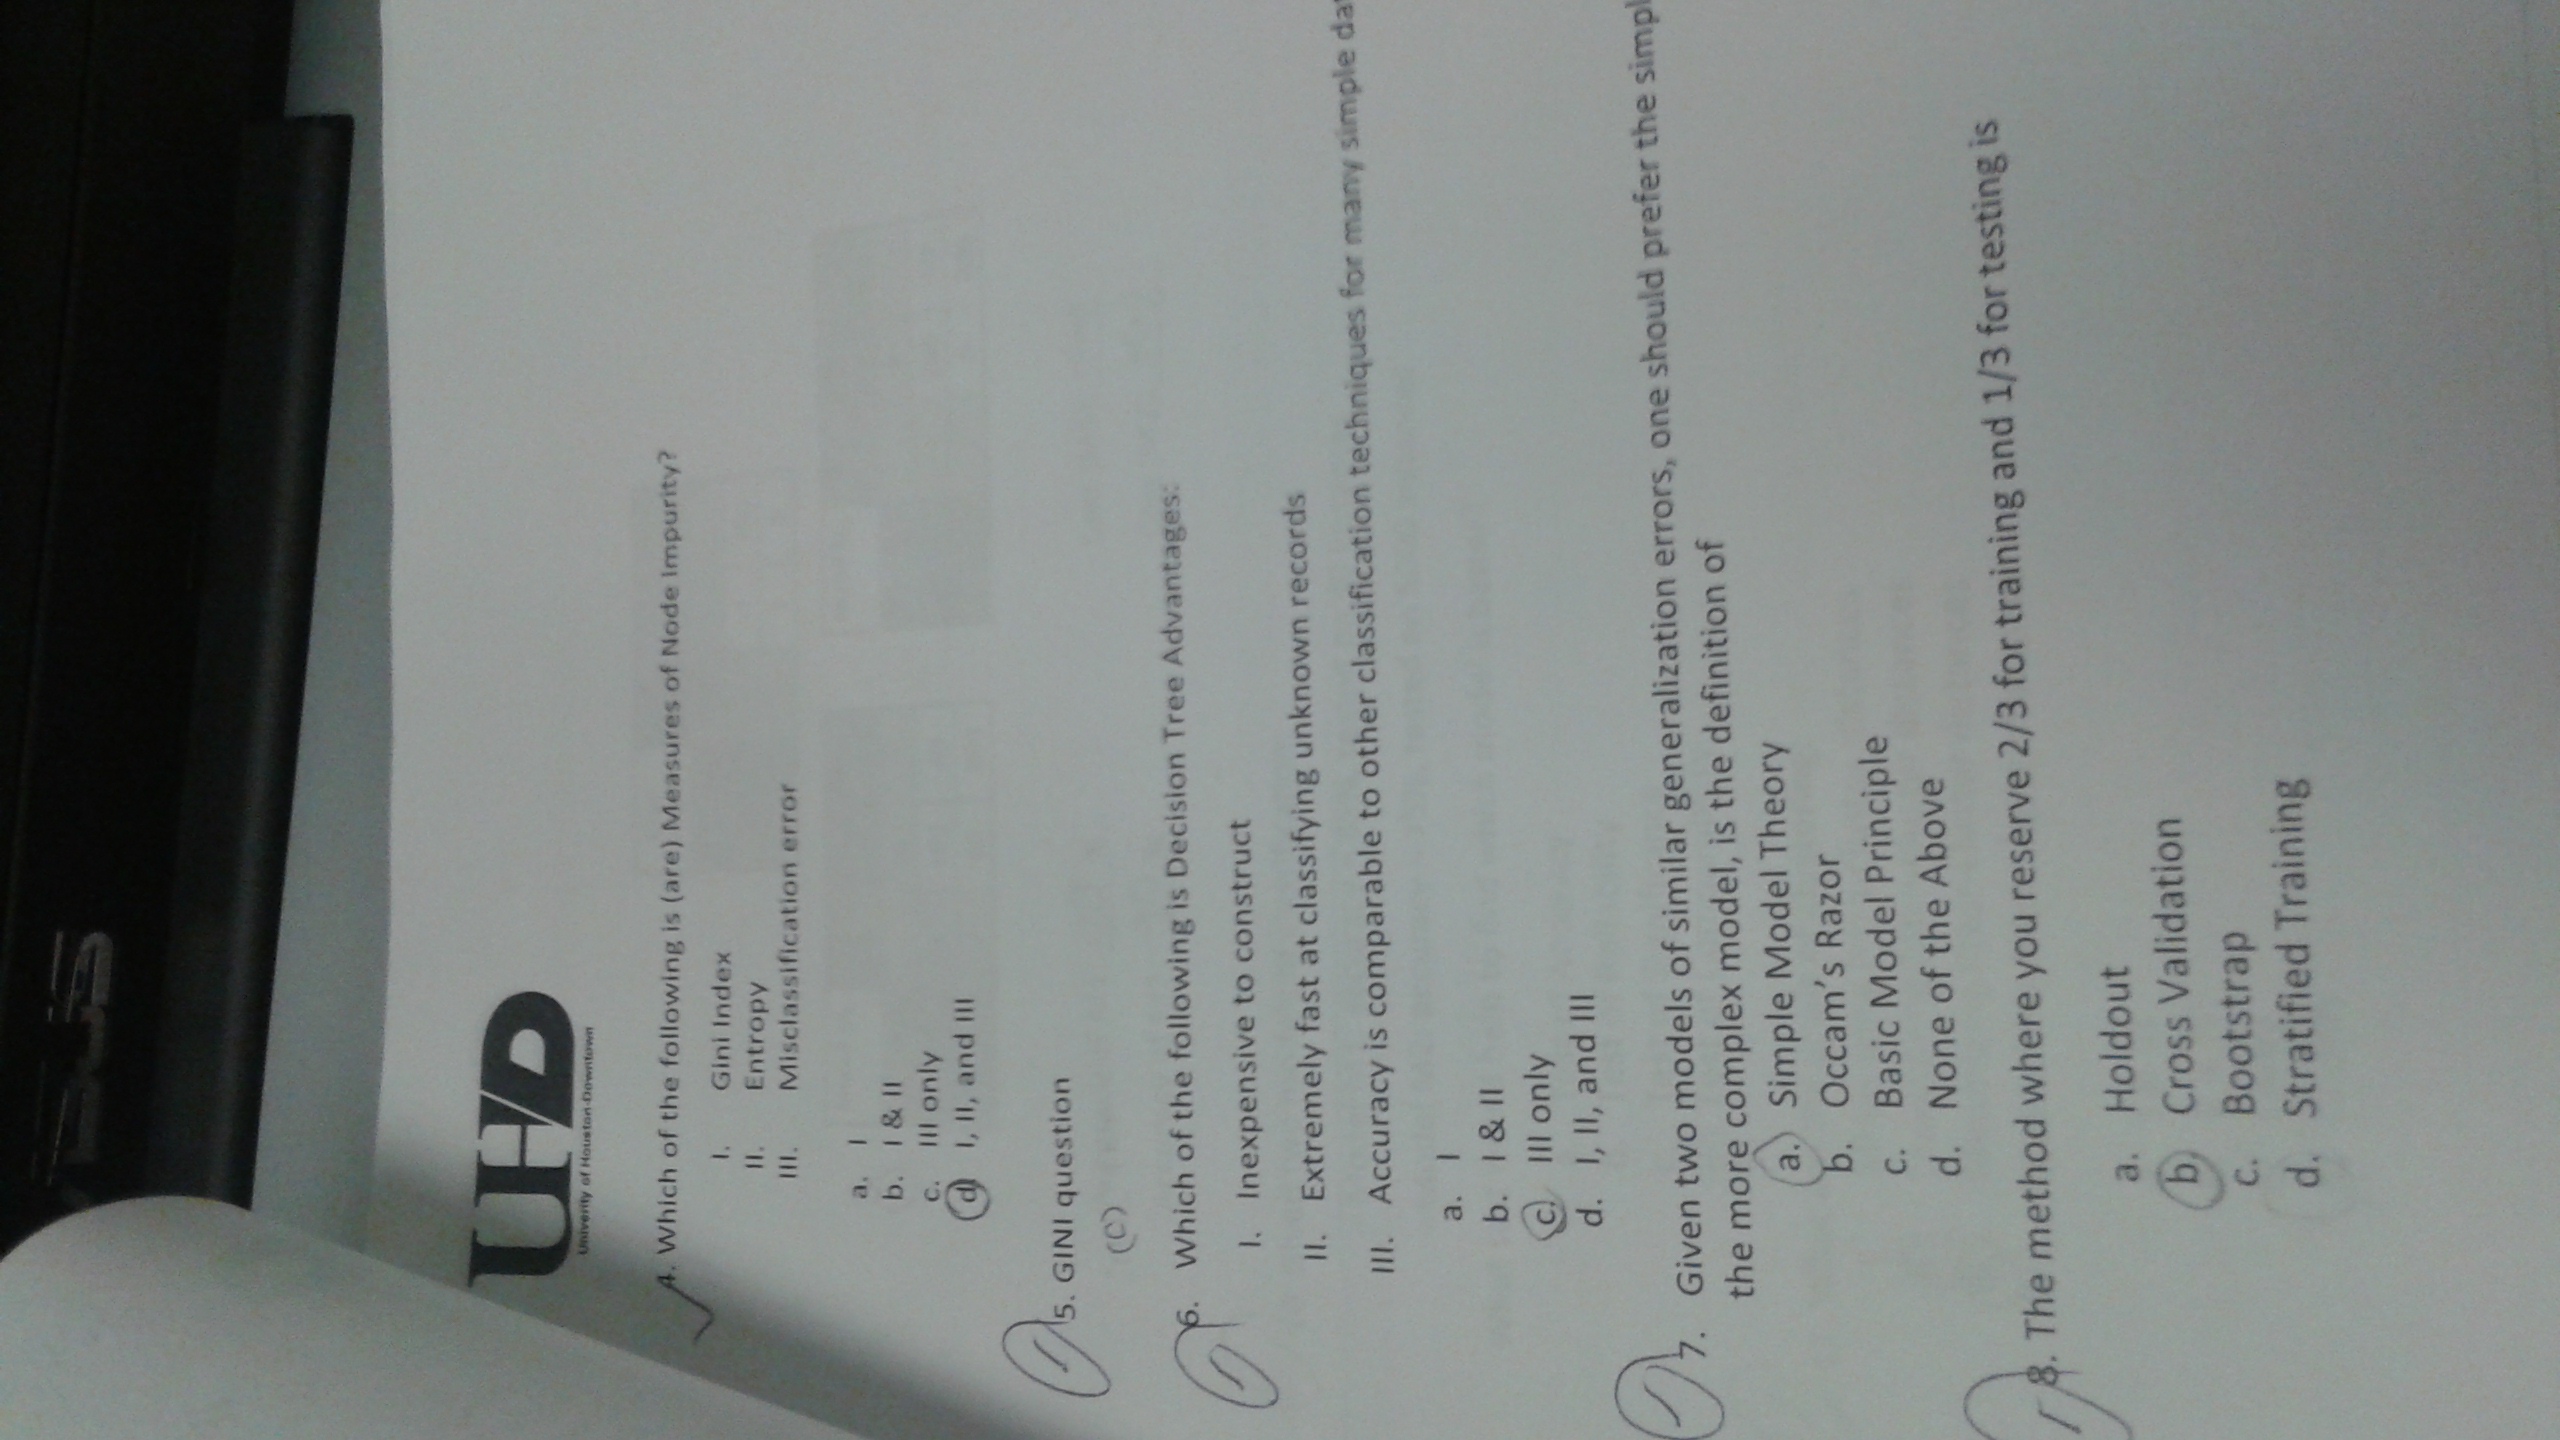 UHD
Univerity of Houston-Downtown
4. Which of the following is (are) Measures of Node Impurity?
I. Gini Index
II. Entropy
III. Misclassification error
a. I
b. I & II
c. III only
d I, II, and III
5. GINI question
(C)
6. Which of the following is Decision Tree Advantages:
I. Inexpensive to construct
II. Extremely fast at classifying unknown records
III. Accuracy is comparable to other classification techniques for many simple da
a. I
b. I & II
c. III only
d. I, II, and III
7. Given two models of similar generalization errors, one should prefer the simpl
the more complex model, is the definition of
a. Simple Model Theory
b. Occam's Razor
c. Basic Model Principle
d. None of the Above
8. The method where you reserve 2/3 for training and 1/3 for testing is
a. Holdout
b. Cross Validation
c. Bootstrap
d. Stratified Training